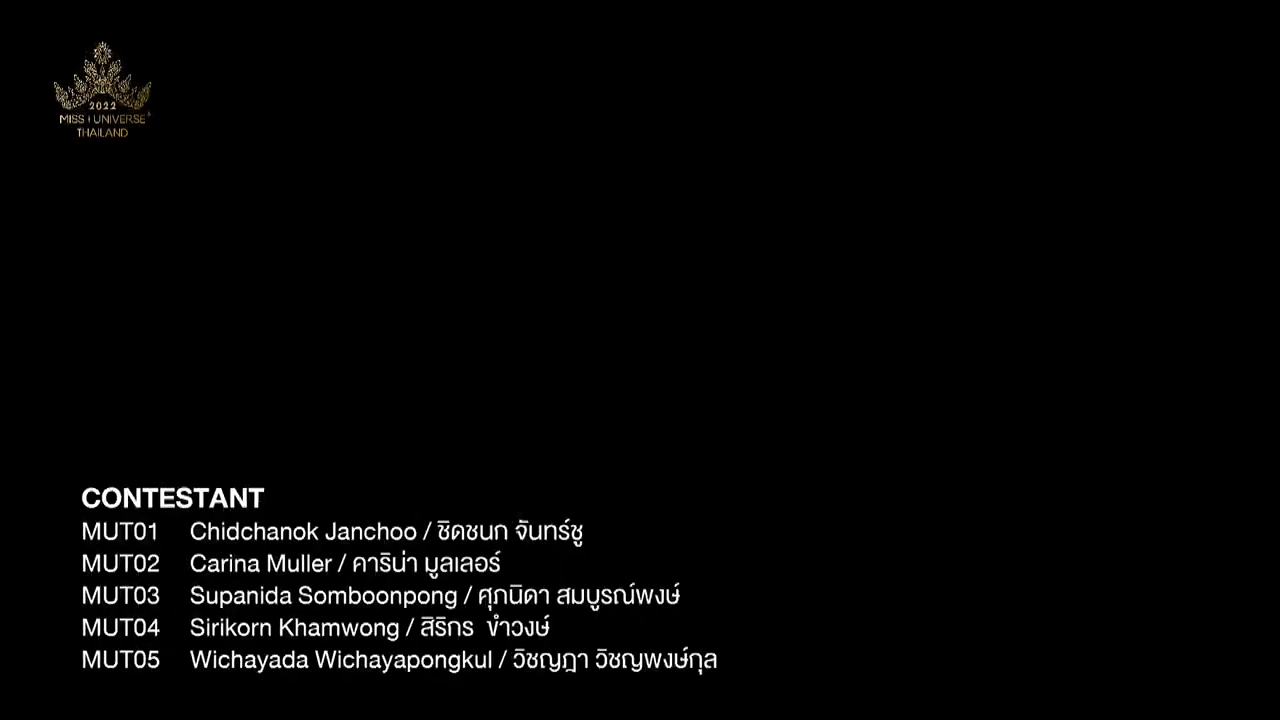 2022
MISS UNIVERSE
THAILAND
CONTESTANT
MUT01 Chidchanok Janchoo / ชิดชนก จันทร์ชู
MUT02 Carina Muller / คาริน่า มูลเลอร์
MUT03 Supanida Somboonpong / ศุภนิดา สมบูรณ์พงษ์
MUT04 Sirikorn Khamwong / สิริกร ขำวงษ์
MUT05 Wichayada Wichayapongkul / วิชญฎา วิชญพงษ์กุล